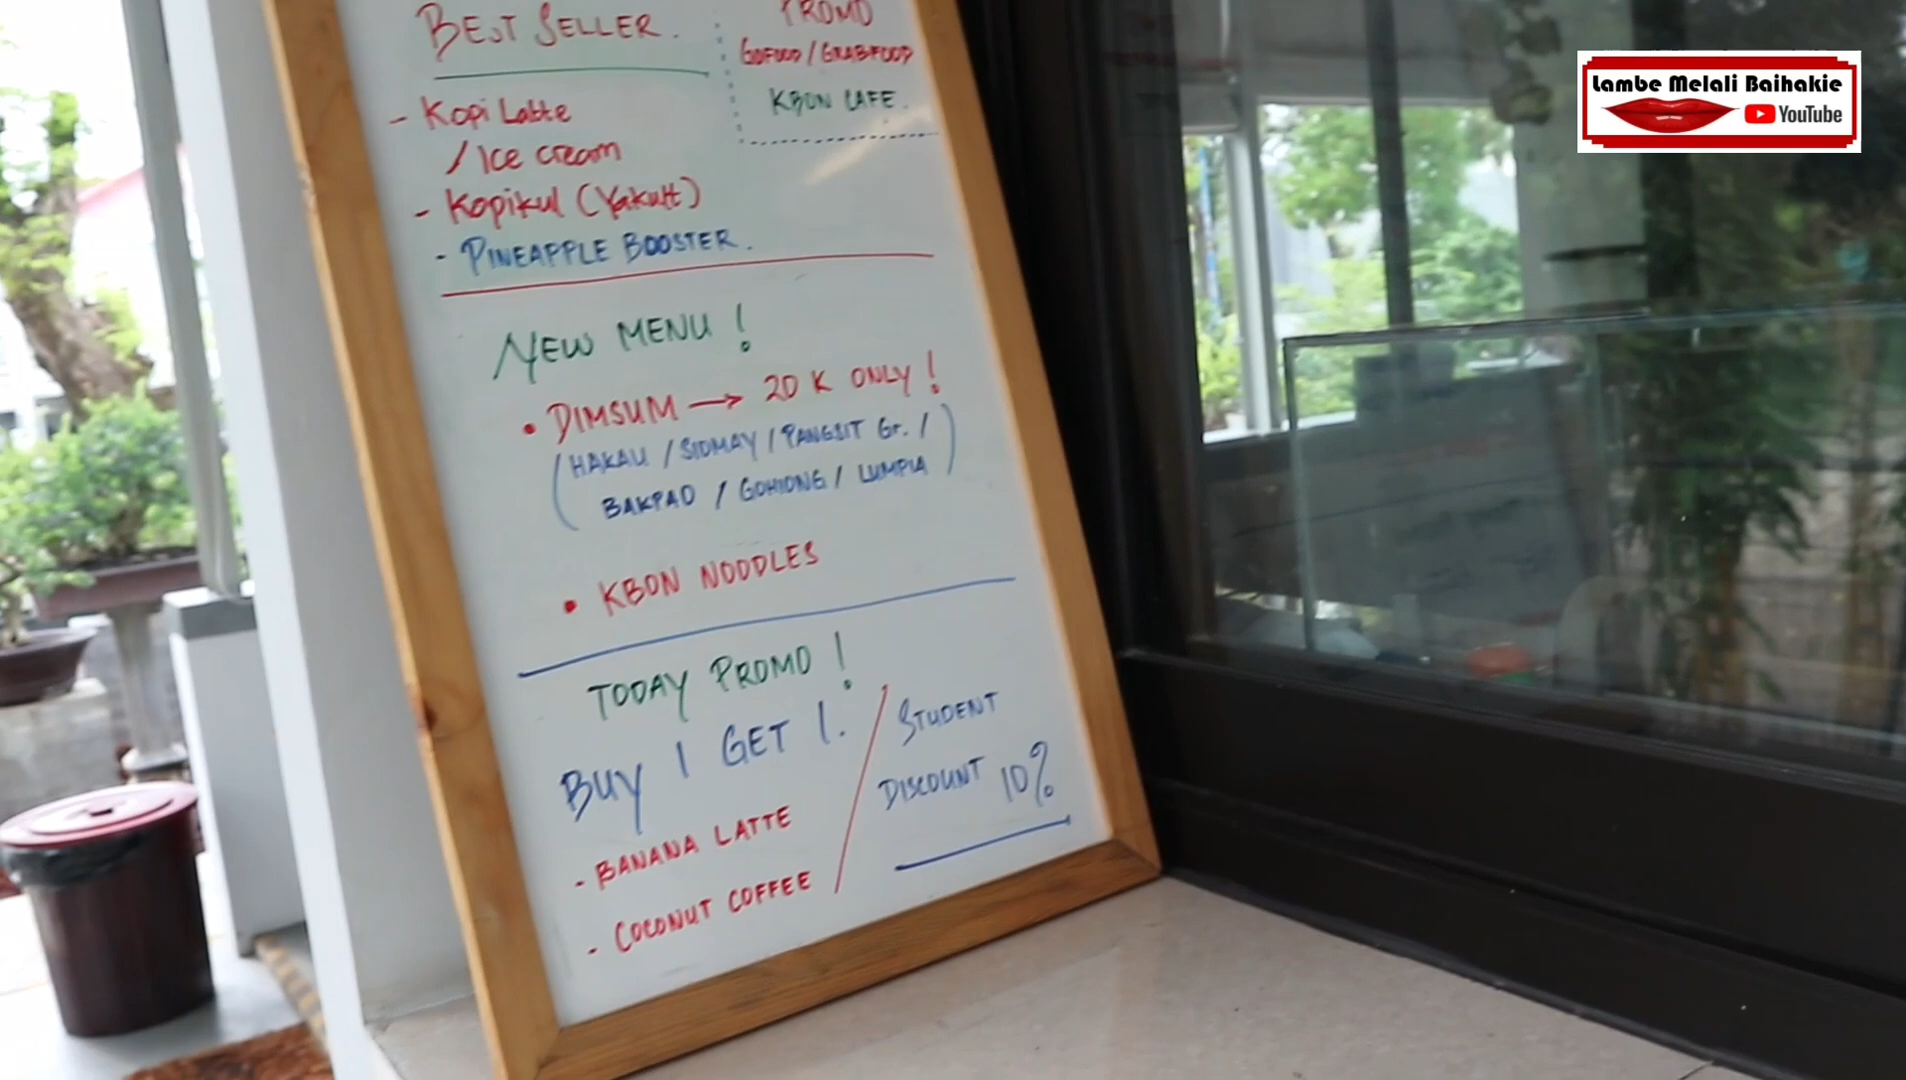 BEST SELLER.
- Kopi Latte
/ Ice cream
- Kopikul (Yakult)
- PINEAPPLE BOOSTER.
PROMO
GOFOOD / GRABFOOD
KBON CAFE.
NEW MENU !
• DIMSUM → 20 K ONLY !
( HAKAU / SIOMAY / PANGSIT Gr. /
BAKPAO / GOHIONG / LUMPIA )
• KBON NOODLES
TODAY PROMO !
BUY 1 GET 1.
- BANANA LATTE
- COCONUT COFFEE
STUDENT
DISCOUNT 10%
Lambe Melali Baihakie
YouTube